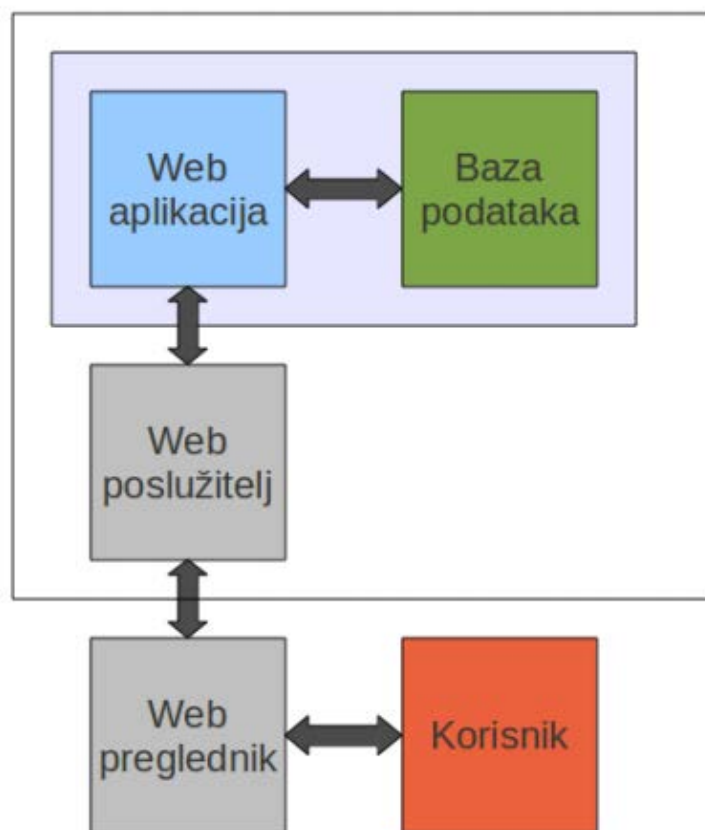 Web
aplikacija
Baza
podataka
Web
poslužitelj
Web
preglednik
Korisnik